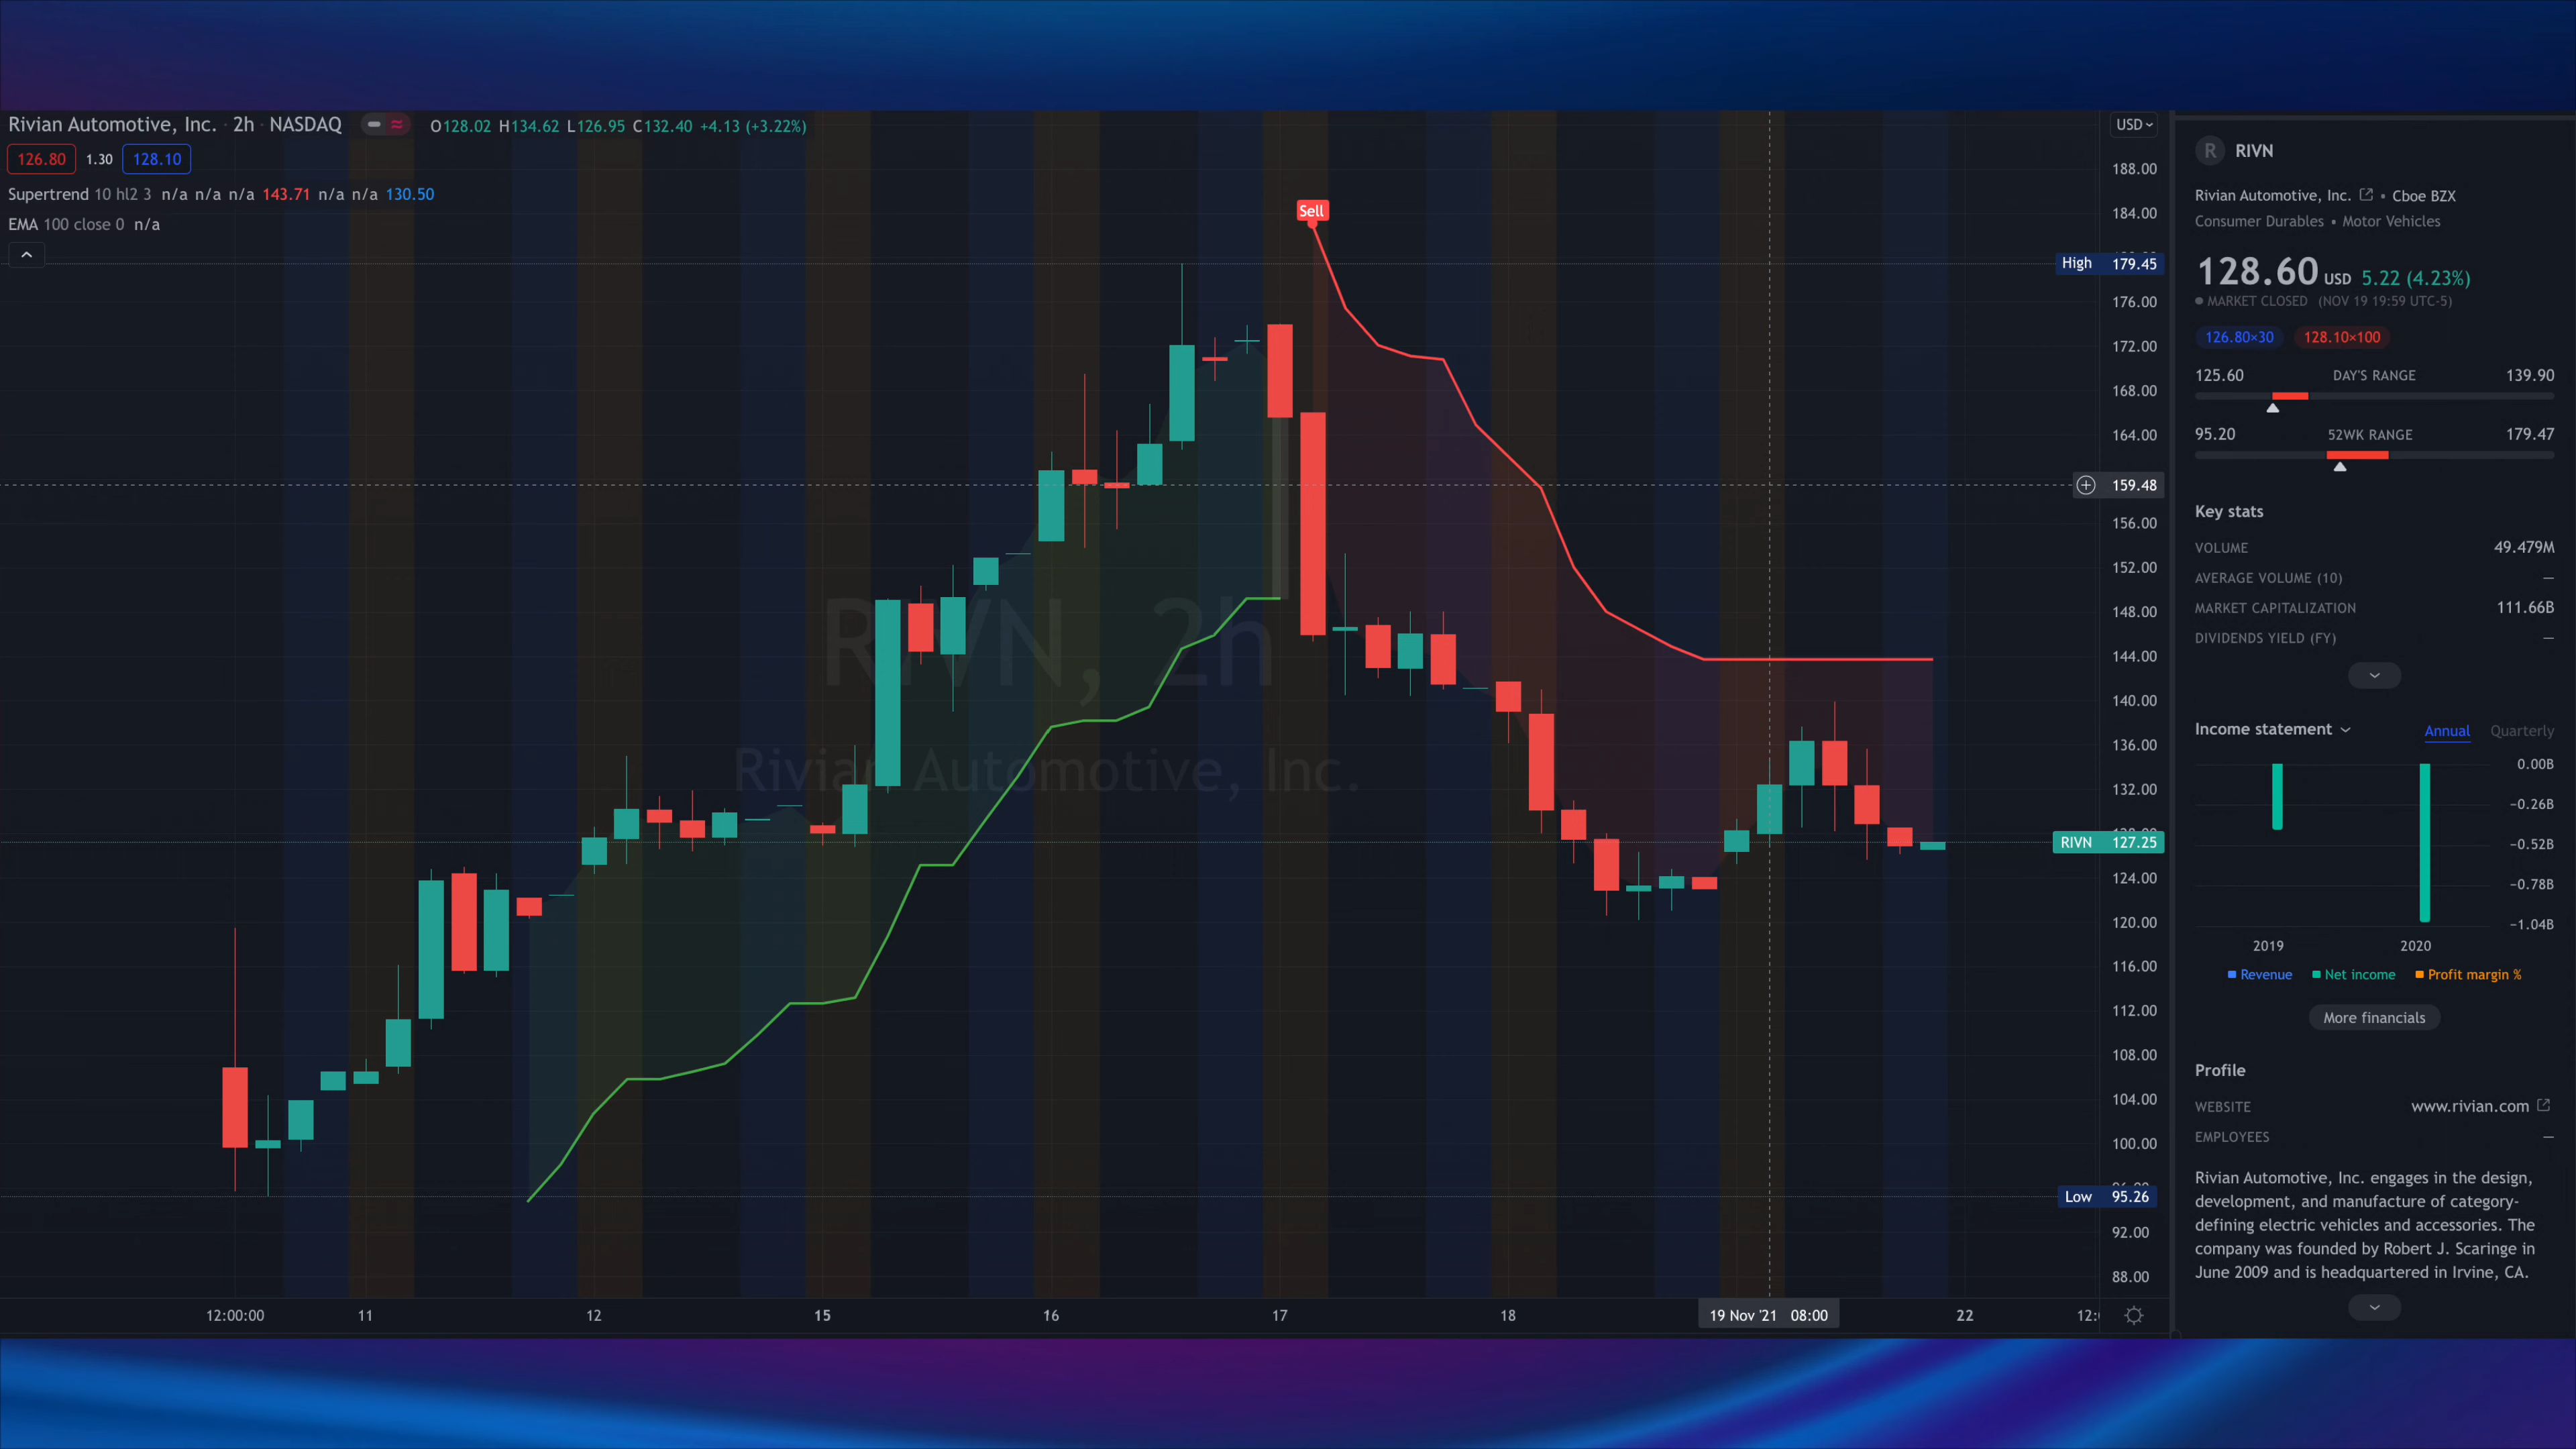 Rivian Automotive, Inc. · 2h · NASDAQ O128.02 H134.62 L126.95 C132.40 +4.13 (+3.22%)
126.80 1.30 128.10
Supertrend 10 hl2 3 n/a n/a n/a 143.71 n/a n/a 130.50
EMA 100 close 0 n/a
Sell
RIVN, 2h
Rivian Automotive, Inc.
USD
188.00
184.00
High 179.45
176.00
172.00
168.00
164.00
159.48
156.00
152.00
148.00
144.00
140.00
136.00
132.00
RIVN 127.25
124.00
120.00
116.00
112.00
108.00
104.00
100.00
Low 95.26
92.00
88.00
12:00:00 11 12 15 16 17 18 19 Nov '21 08:00 22 12:
R RIVN
Rivian Automotive, Inc. • Cboe BZX
Consumer Durables • Motor Vehicles
128.60 USD 5.22 (4.23%)
MARKET CLOSED (NOV 19 19:59 UTC-5)
126.80×30 128.10×100
125.60 DAY'S RANGE 139.90
95.20 52WK RANGE 179.47
Key stats
VOLUME 49.479M
AVERAGE VOLUME (10) —
MARKET CAPITALIZATION 111.66B
DIVIDENDS YIELD (FY) —
Income statement Annual Quarterly
0.00B
−0.26B
−0.52B
−0.78B
−1.04B
2019 2020
Revenue Net income Profit margin %
More financials
Profile
WEBSITE www.rivian.com
EMPLOYEES —
Rivian Automotive, Inc. engages in the design,
development, and manufacture of category-
defining electric vehicles and accessories. The
company was founded by Robert J. Scaringe in
June 2009 and is headquartered in Irvine, CA.